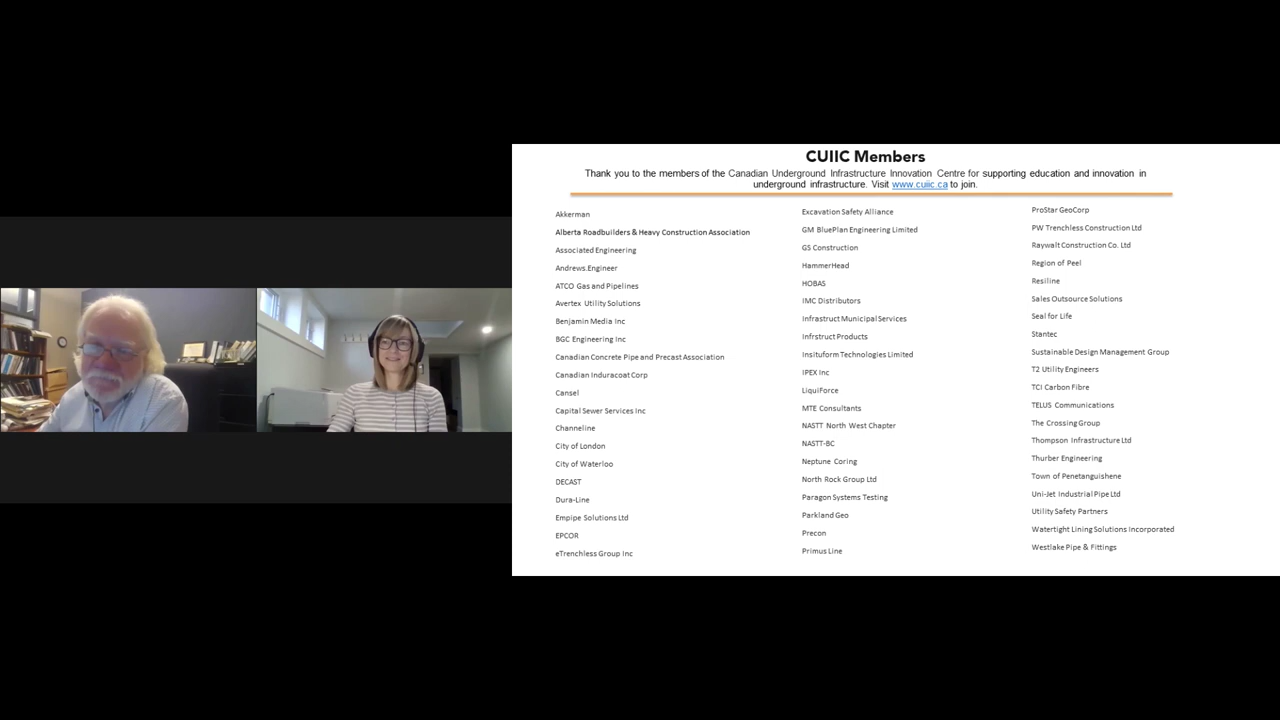 CUIIC Members
Thank you to the members of the Canadian Underground Infrastructure Innovation Centre for supporting education and innovation in
underground infrastructure. Visit www.cuiic.ca to join.
Akkerman
Alberta Roadbuilders & Heavy Construction Association
Associated Engineering
Andrews.Engineer
ATCO Gas and Pipelines
Avertex Utility Solutions
Benjamin Media Inc
BGC Engineering Inc
Canadian Concrete Pipe and Precast Association
Canadian Induracoat Corp
Cansel
Capital Sewer Services Inc
Channeline
City of London
City of Waterloo
DECAST
Dura-Line
Empipe Solutions Ltd
EPCOR
eTrenchless Group Inc
Excavation Safety Alliance
GM BluePlan Engineering Limited
GS Construction
HammerHead
HOBAS
IMC Distributors
Infrastruct Municipal Services
Infrstruct Products
Insituform Technologies Limited
IPEX Inc
LiquiForce
MTE Consultants
NASTT North West Chapter
NASTT-BC
Neptune Coring
North Rock Group Ltd
Paragon Systems Testing
Parkland Geo
Precon
Primus Line
ProStar GeoCorp
PW Trenchless Construction Ltd
Raywalt Construction Co. Ltd
Region of Peel
Resiline
Sales Outsource Solutions
Seal for Life
Stantec
Sustainable Design Management Group
T2 Utility Engineers
TCI Carbon Fibre
TELUS Communications
The Crossing Group
Thompson Infrastructure Ltd
Thurber Engineering
Town of Penetanguishene
Uni-Jet Industrial Pipe Ltd
Utility Safety Partners
Watertight Lining Solutions Incorporated
Westlake Pipe & Fittings